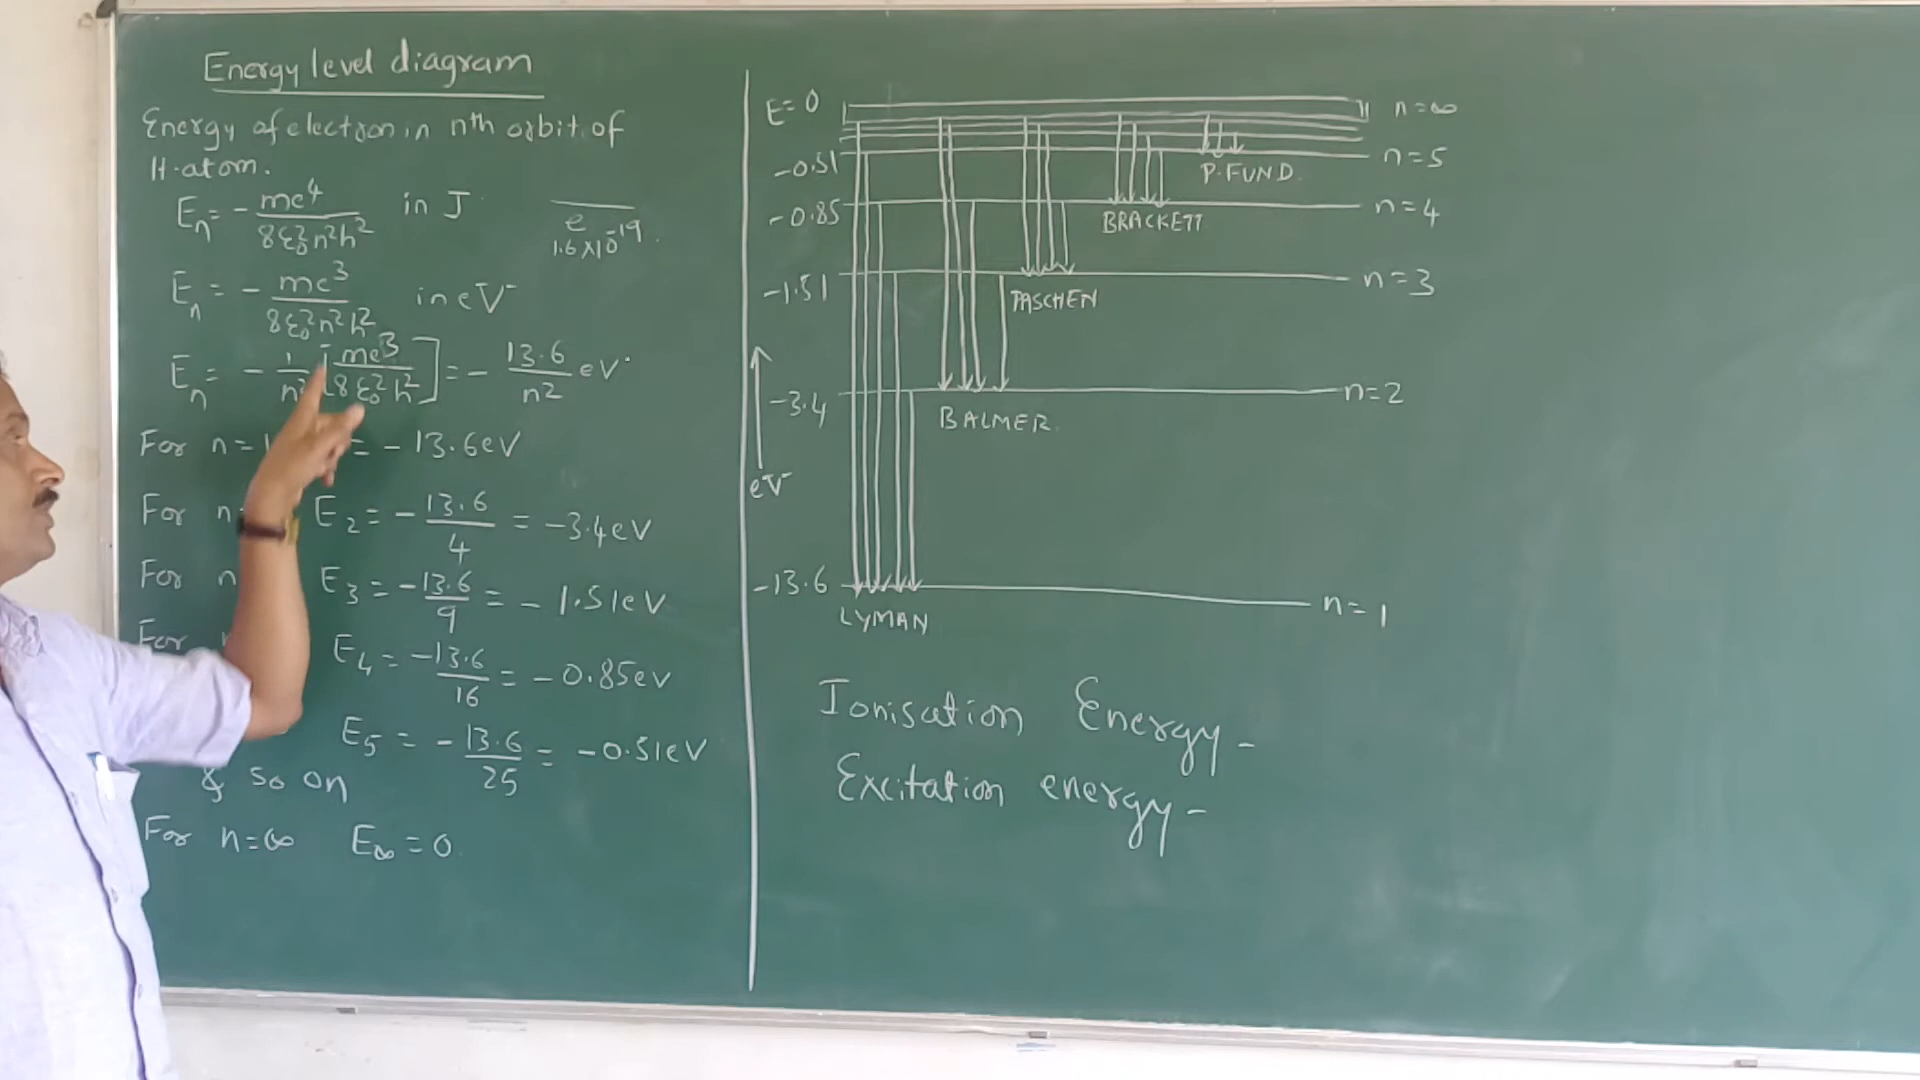 Energy level diagram
Energy of electron in nth orbit of
H-atom.
Eₙ = - me⁴/8ε₀²n²h² in J
e
1.6×10⁻¹⁹
Eₙ = - me³/8ε₀²n²h² in eV
Eₙ = - 1/n² [me³/8ε₀²h²] = - 13.6/n² eV
For n=1 = -13.6eV
For n= E₂ = -13.6/4 = -3.4eV
For n E₃ = -13.6/9 = -1.51eV
For E₄ = -13.6/16 = -0.85eV
E₅ = -13.6/25 = -0.51eV
& so on
For n=∞ E∞=0
E=0 n=∞
-0.51 n=5
P.FUND.
-0.85 n=4
BRACKETT
-1.51 n=3
PASCHEN
-3.4 n=2
BALMER
eV
-13.6 n=1
LYMAN
Ionisation Energy-
Excitation energy-